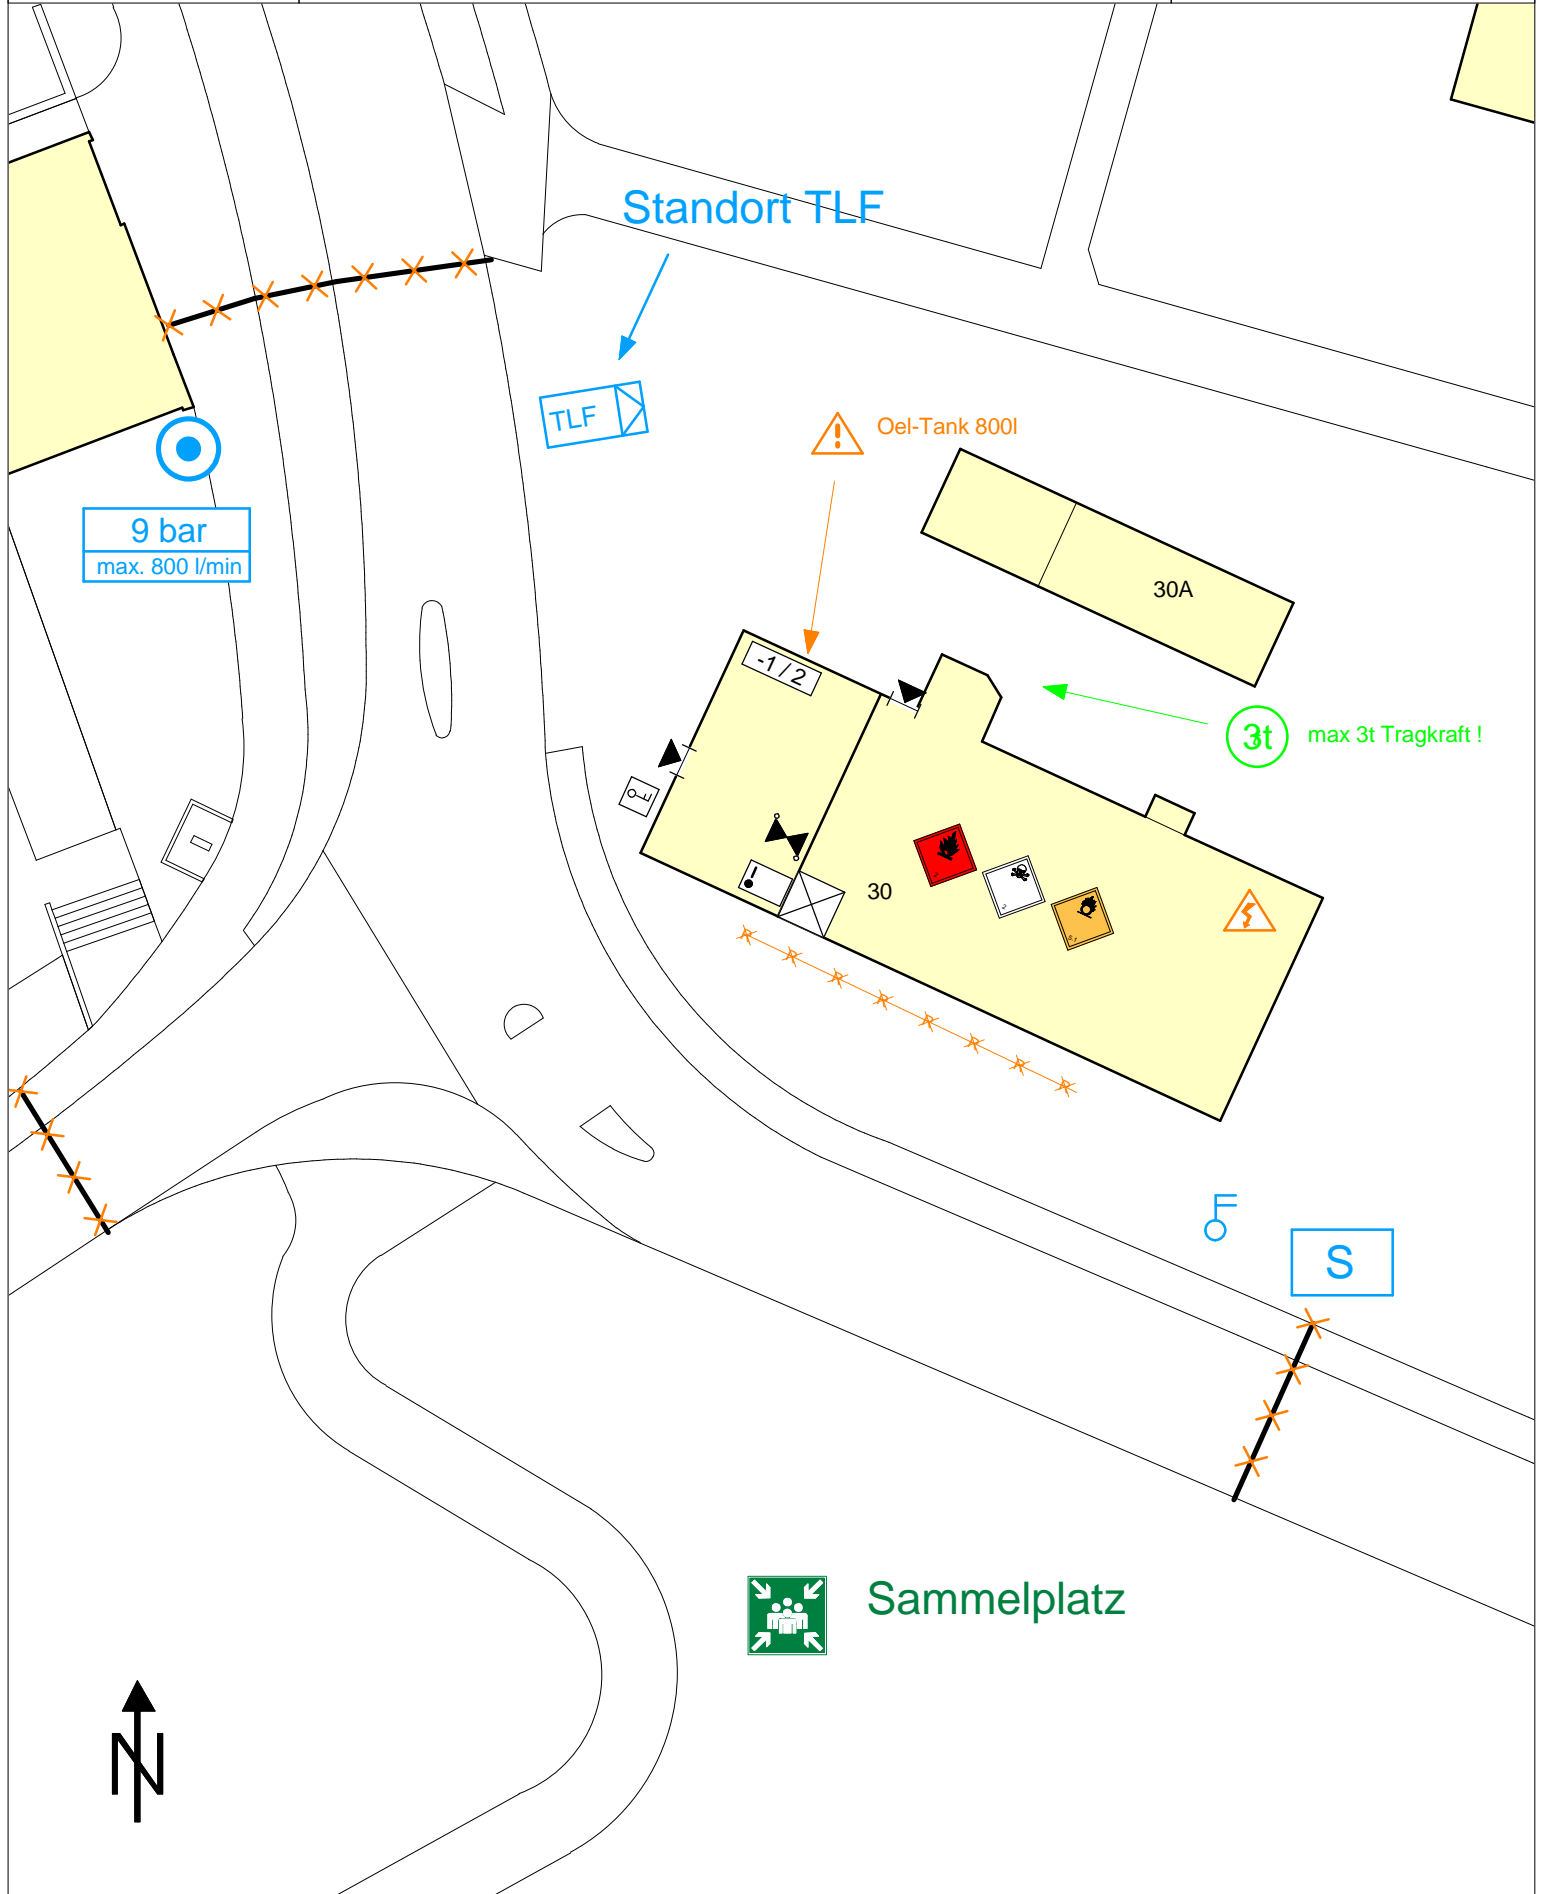 Standort TLF
TLF
Oel-Tank 800l
9 bar
max. 800 l/min
30A
-1 / 2
3t
max 3t Tragkraft !
30
S
Sammelplatz
N